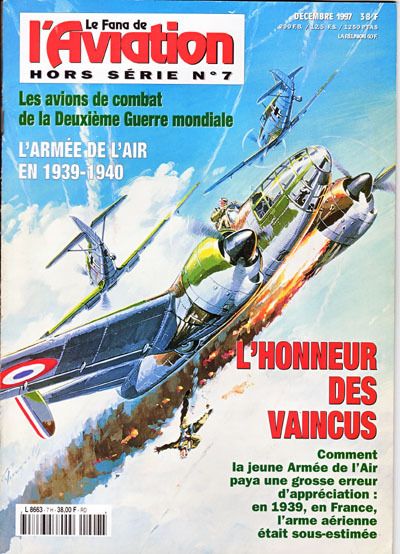 Le Fana de
l'Aviation
HORS SÉRIE N° 7
DÉCEMBRE 1997 38 F
LA RÉUNION 60 F.
Les avions de combat
de la Deuxième Guerre mondiale
L'ARMÉE DE L'AIR
EN 1939-1940
L'HONNEUR
DES
VAINCUS
Comment
la jeune Armée de l'Air
paya une grosse erreur
d'appréciation :
en 1939, en France,
l'arme aérienne
était sous-estimée
L 8663 - 7 H - 38,00 F - RD